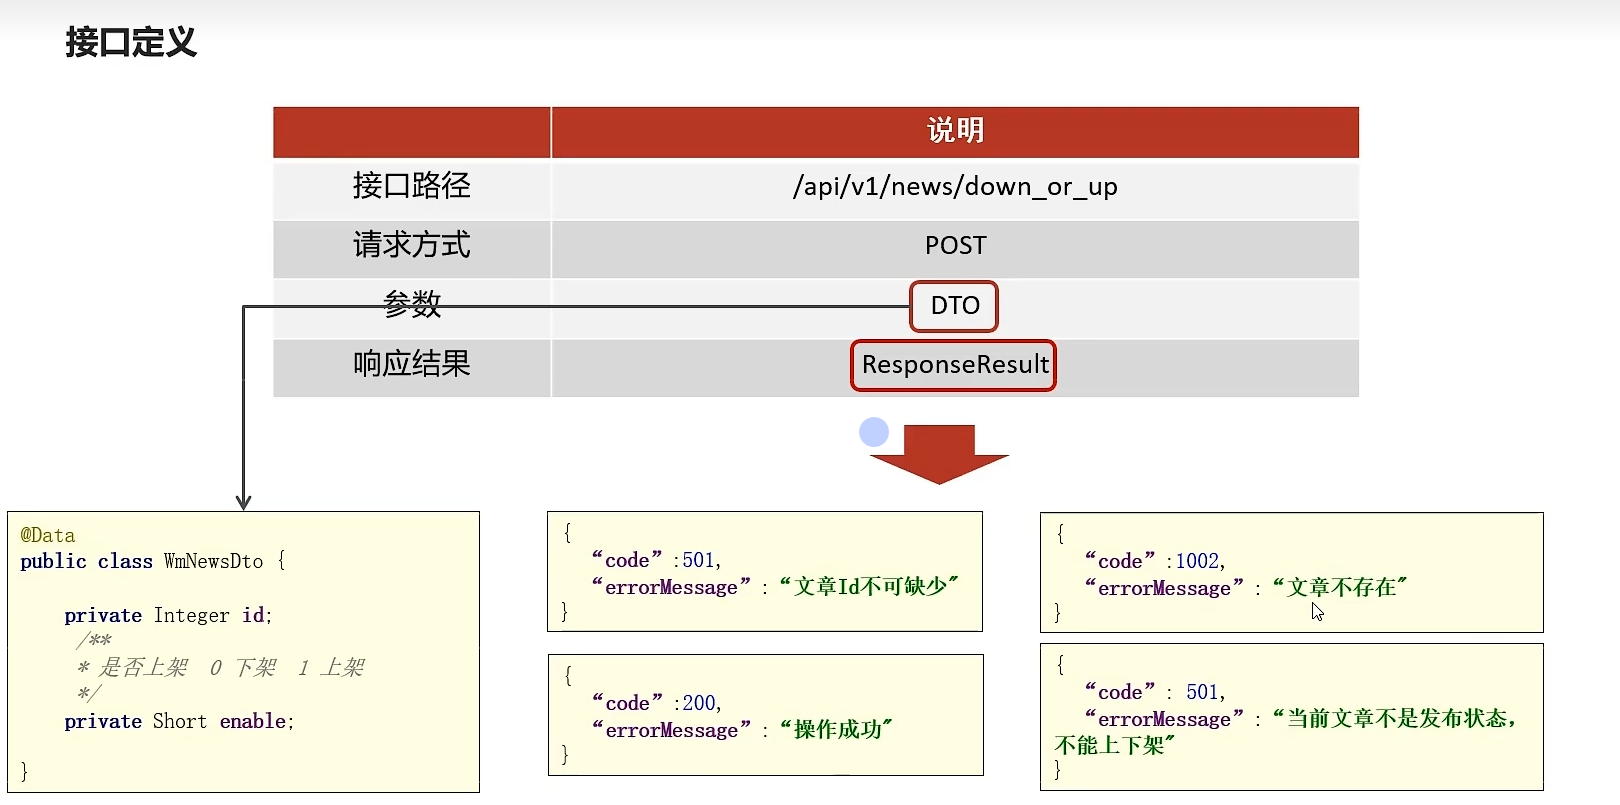 接口定义
说明
接口路径 /api/v1/news/down_or_up
请求方式 POST
参数 DTO
响应结果 ResponseResult
@Data
public class WmNewsDto {
private Integer id;
/**
* 是否上架 0 下架 1 上架
*/
private Short enable;
}
{
“code”:501,
“errorMessage”:“文章Id不可缺少”
}
{
“code”:1002,
“errorMessage”:“文章不存在”
}
{
“code”:200,
“errorMessage”:“操作成功”
}
{
“code”: 501,
“errorMessage”:“当前文章不是发布状态，
不能上下架”
}